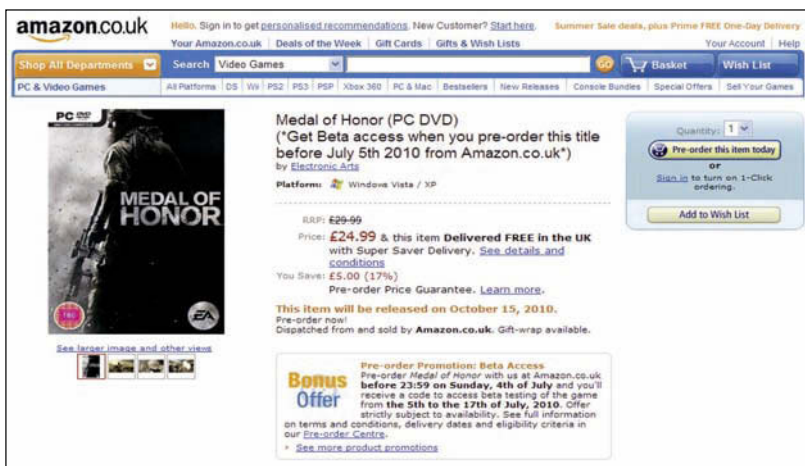 amazon.co.uk
Hello. Sign in to get personalised recommendations. New Customer? Start here.
Summer Sale deals, plus Prime FREE One-Day Delivery
Your Amazon.co.uk | Deals of the Week | Gift Cards | Gifts & Wish Lists
Your Account | Help
Shop All Departments
Search Video Games GO
Basket
Wish List
PC & Video Games
All Platforms DS Wii PS2 PS3 PSP Xbox 360 PC & Mac Bestsellers New Releases Console Bundles Special Offers Sell Your Games
PC DVD
MEDAL OF
HONOR
EA
See larger image and other views
Medal of Honor (PC DVD)
(*Get Beta access when you pre-order this title
before July 5th 2010 from Amazon.co.uk*)
by Electronic Arts
Platform: Windows Vista / XP
RRP: £29.99
Price: £24.99 & this item Delivered FREE in the UK
with Super Saver Delivery. See details and
conditions
You Save: £5.00 (17%)
Pre-order Price Guarantee. Learn more.
This item will be released on October 15, 2010.
Pre-order now!
Dispatched from and sold by Amazon.co.uk. Gift-wrap available.
Bonus
Offer
Pre-order Promotion: Beta Access
Pre-order Medal of Honor with us at Amazon.co.uk
before 23:59 on Sunday, 4th of July and you'll
receive a code to access beta testing of the game
from the 5th to the 17th of July, 2010. Offer
strictly subject to availability. See full information
on terms and conditions, delivery dates and eligibility criteria in
our Pre-order Centre.
See more product promotions
Quantity: 1
Pre-order this item today
or
Sign in to turn on 1-Click
ordering.
Add to Wish List